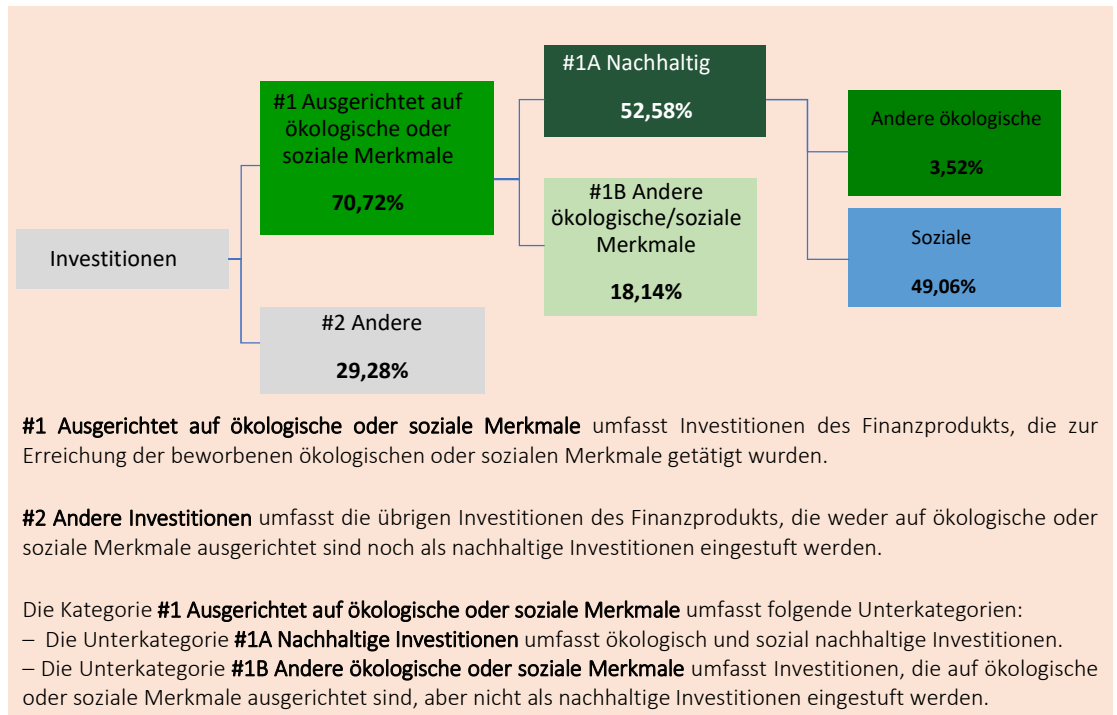 #1A Nachhaltig
52,58%
#1 Ausgerichtet auf
ökologische oder
soziale Merkmale
70,72%
Andere ökologische
3,52%
#1B Andere
ökologische/soziale
Merkmale
18,14%
Soziale
49,06%
Investitionen
#2 Andere
29,28%
#1 Ausgerichtet auf ökologische oder soziale Merkmale umfasst Investitionen des Finanzprodukts, die zur
Erreichung der beworbenen ökologischen oder sozialen Merkmale getätigt wurden.
#2 Andere Investitionen umfasst die übrigen Investitionen des Finanzprodukts, die weder auf ökologische oder
soziale Merkmale ausgerichtet sind noch als nachhaltige Investitionen eingestuft werden.
Die Kategorie #1 Ausgerichtet auf ökologische oder soziale Merkmale umfasst folgende Unterkategorien:
– Die Unterkategorie #1A Nachhaltige Investitionen umfasst ökologisch und sozial nachhaltige Investitionen.
– Die Unterkategorie #1B Andere ökologische oder soziale Merkmale umfasst Investitionen, die auf ökologische
oder soziale Merkmale ausgerichtet sind, aber nicht als nachhaltige Investitionen eingestuft werden.